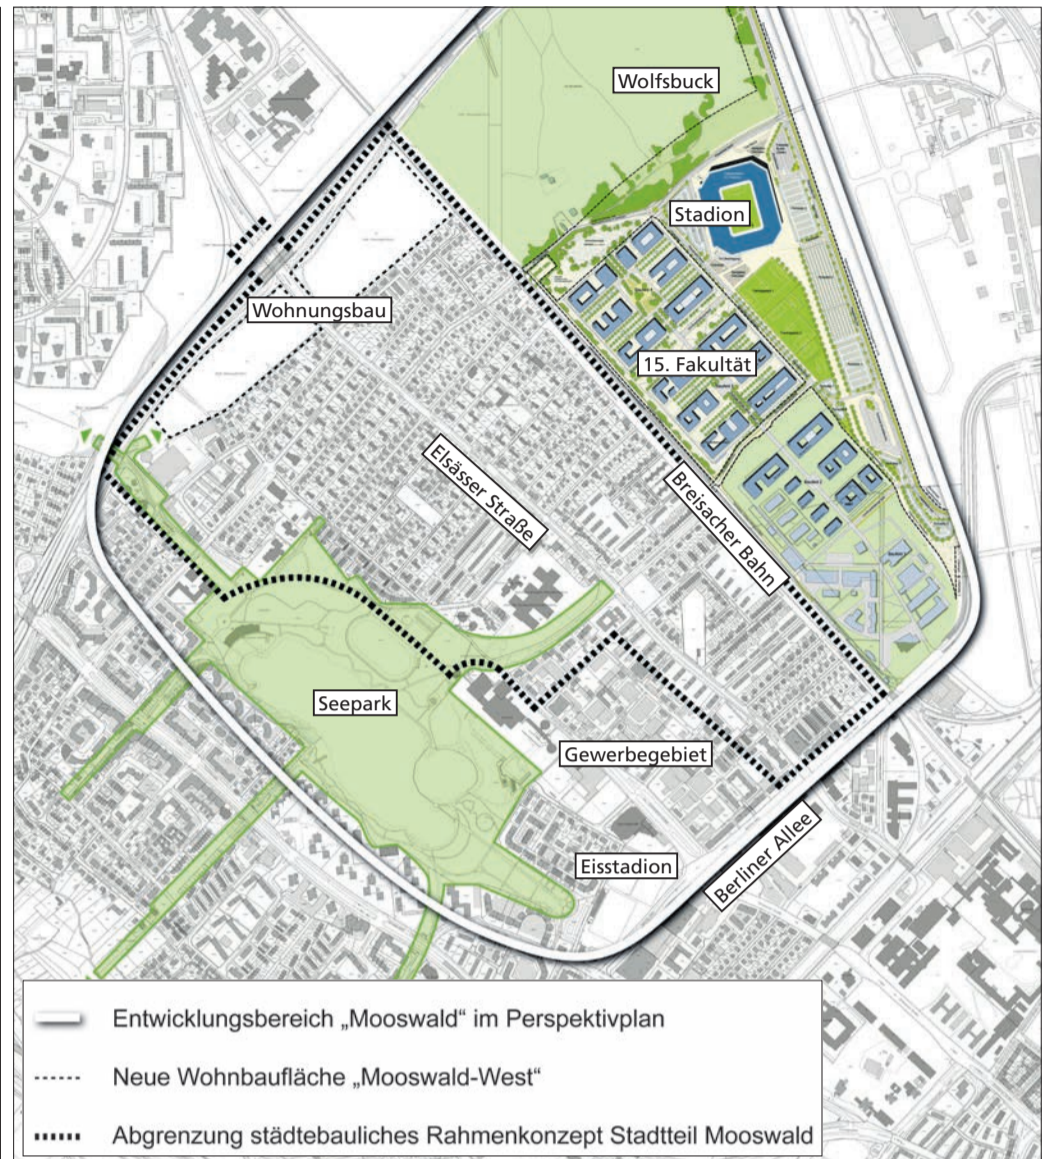 Wolfsbuck
Stadion
Wohnungsbau
15. Fakultät
Elsässer Straße
Breisacher Bahn
Seepark
Gewerbegebiet
Eisstadion
Berliner Allee
Entwicklungsbereich „Mooswald“ im Perspektivplan
Neue Wohnbaufläche „Mooswald-West“
Abgrenzung städtebauliches Rahmenkonzept Stadtteil Mooswald